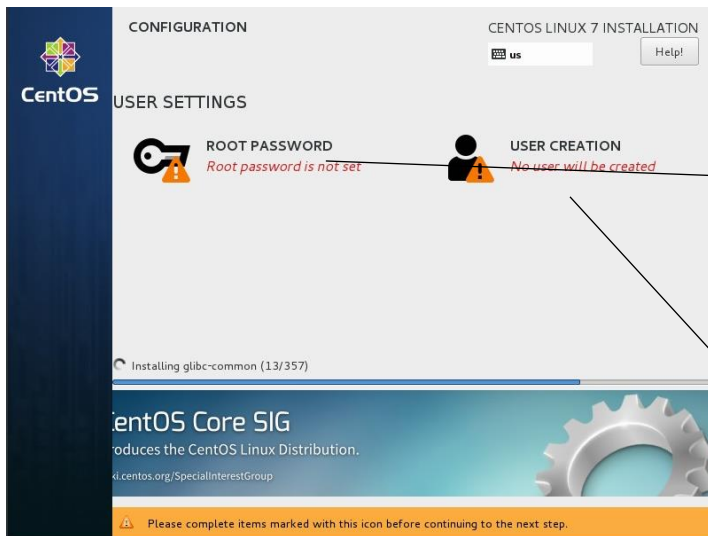 CONFIGURATION
CENTOS LINUX 7 INSTALLATION
us
Help!
CentOS
USER SETTINGS
ROOT PASSWORD
Root password is not set
USER CREATION
No user will be created
Installing glibc-common (13/357)
entOS Core SIG
roduces the CentOS Linux Distribution.
ki.centos.org/SpecialInterestGroup
Please complete items marked with this icon before continuing to the next step.